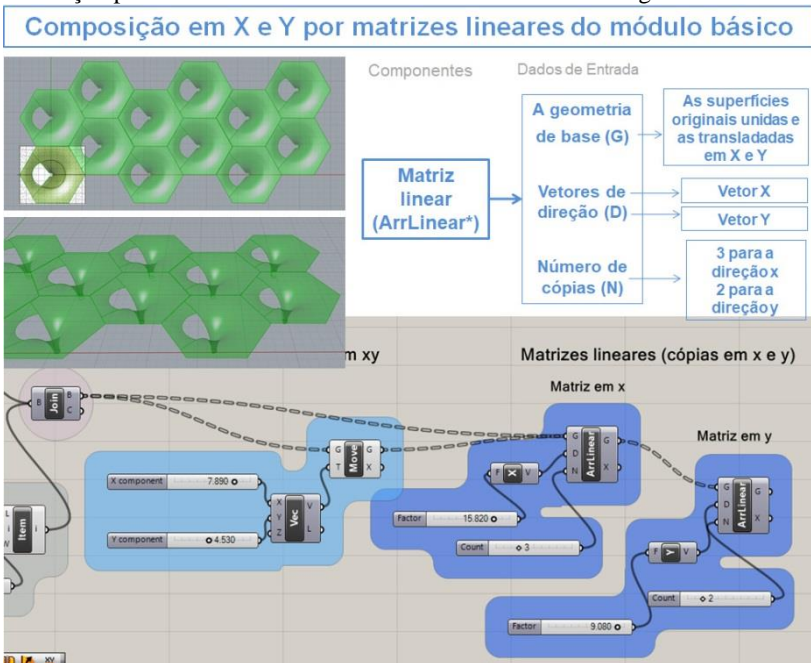 Composição em X e Y por matrizes lineares do módulo básico
Componentes
Dados de Entrada
Matriz
linear
(ArrLinear*)
A geometria
de base (G)
As superfícies
originais unidas e
as transladadas
em X e Y
Vetores de
direção (D)
Vetor X
Vetor Y
Número de
cópias (N)
3 para a
direção x
2 para a
direção y
m xy
Matrizes lineares (cópias em x e y)
Matriz em x
Matriz em y
B
Join
B
C
L
i
W
Item
i
X component
7.890
Y component
4.530
X
Y
Z
Vec
V
L
G
T
Move
G
X
F
X
V
Factor
15.820
Count
3
G
D
N
ArrLinear
G
X
F
Y
V
Factor
9.080
Count
2
G
D
N
ArrLinear
G
X
XY